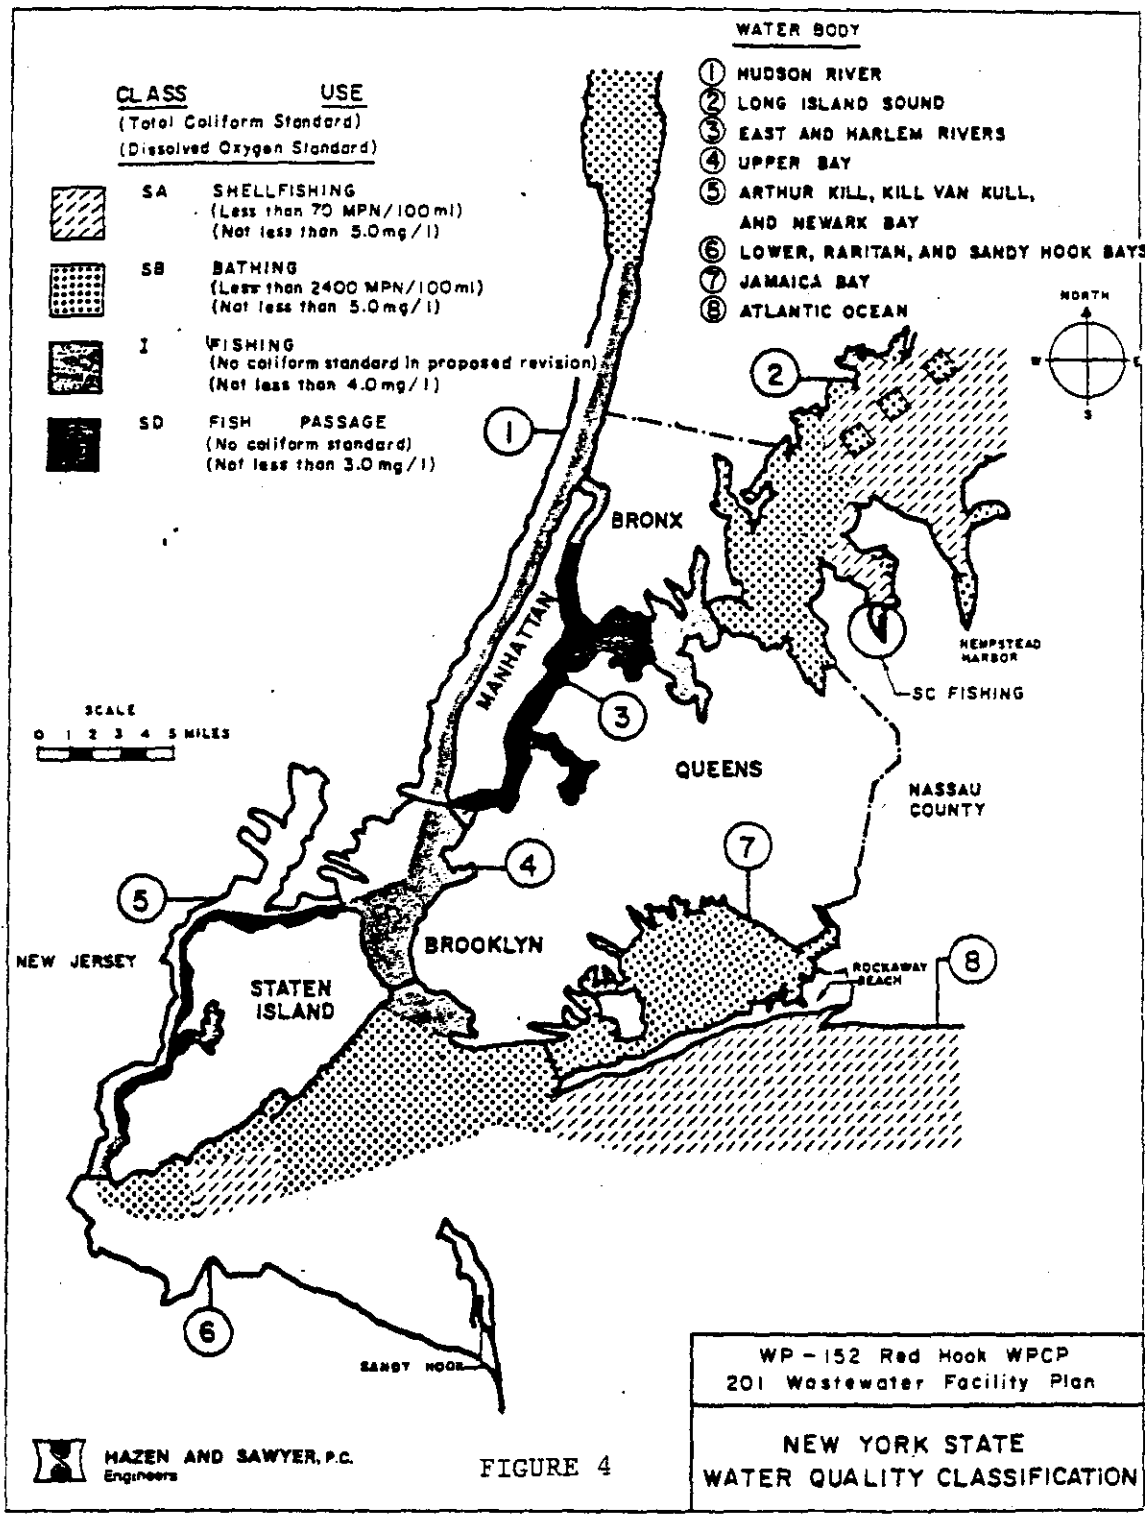 WATER BODY
① HUDSON RIVER
② LONG ISLAND SOUND
③ EAST AND HARLEM RIVERS
④ UPPER BAY
⑤ ARTHUR KILL, KILL VAN KULL,
AND NEWARK BAY
⑥ LOWER, RARITAN, AND SANDY HOOK BAYS
⑦ JAMAICA BAY
⑧ ATLANTIC OCEAN
CLASS USE
(Total Coliform Standard)
(Dissolved Oxygen Standard)
SA SHELLFISHING
(Less than 70 MPN/100ml)
(Not less than 5.0mg/l)
SB BATHING
(Less than 2400 MPN/100ml)
(Not less than 5.0mg/l)
I FISHING
(No coliform standard in proposed revision)
(Not less than 4.0mg/l)
SD FISH PASSAGE
(No coliform standard)
(Not less than 3.0mg/l)
NORTH
W E
S
2
1
BRONX
MANHATTAN
HEMPSTEAD
HARBOR
SC FISHING
3
SCALE
0 1 2 3 4 5 MILES
QUEENS
NASSAU
COUNTY
7
4
5
BROOKLYN
NEW JERSEY
8
ROCKAWAY
BEACH
STATEN
ISLAND
6
SANDY HOOK
WP-152 Red Hook WPCP
201 Wastewater Facility Plan
NEW YORK STATE
WATER QUALITY CLASSIFICATION
HAZEN AND SAWYER, P.C.
Engineers
FIGURE 4